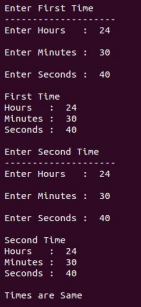 Enter First Time
--------------------
Enter Hours   :  24
Enter Minutes :  30
Enter Seconds :  40
First Time
Hours   :  24
Minutes :  30
Seconds :  40
Enter Second Time
--------------------
Enter Hours   :  24
Enter Minutes :  30
Enter Seconds :  40
Second Time
Hours   :  24
Minutes :  30
Seconds :  40
Times are Same